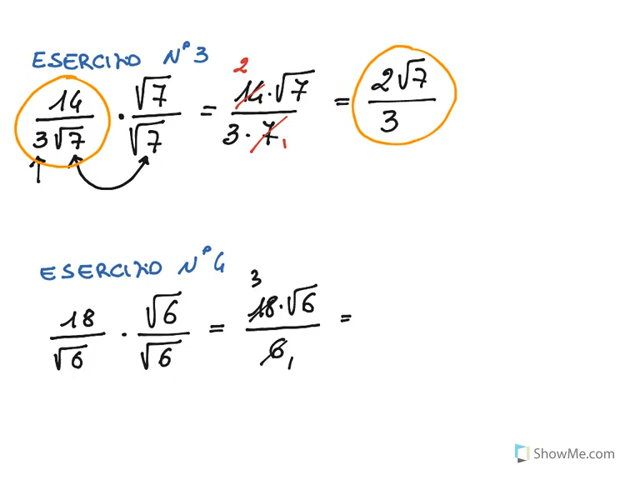 ESERCIZIO N° 3
14/3√7 · √7/√7 = 2 14·√7/3·7 1 = 2√7/3
ESERCIZIO N° 4
18/√6 · √6/√6 = 3 18·√6/6 1 =
ShowMe.com